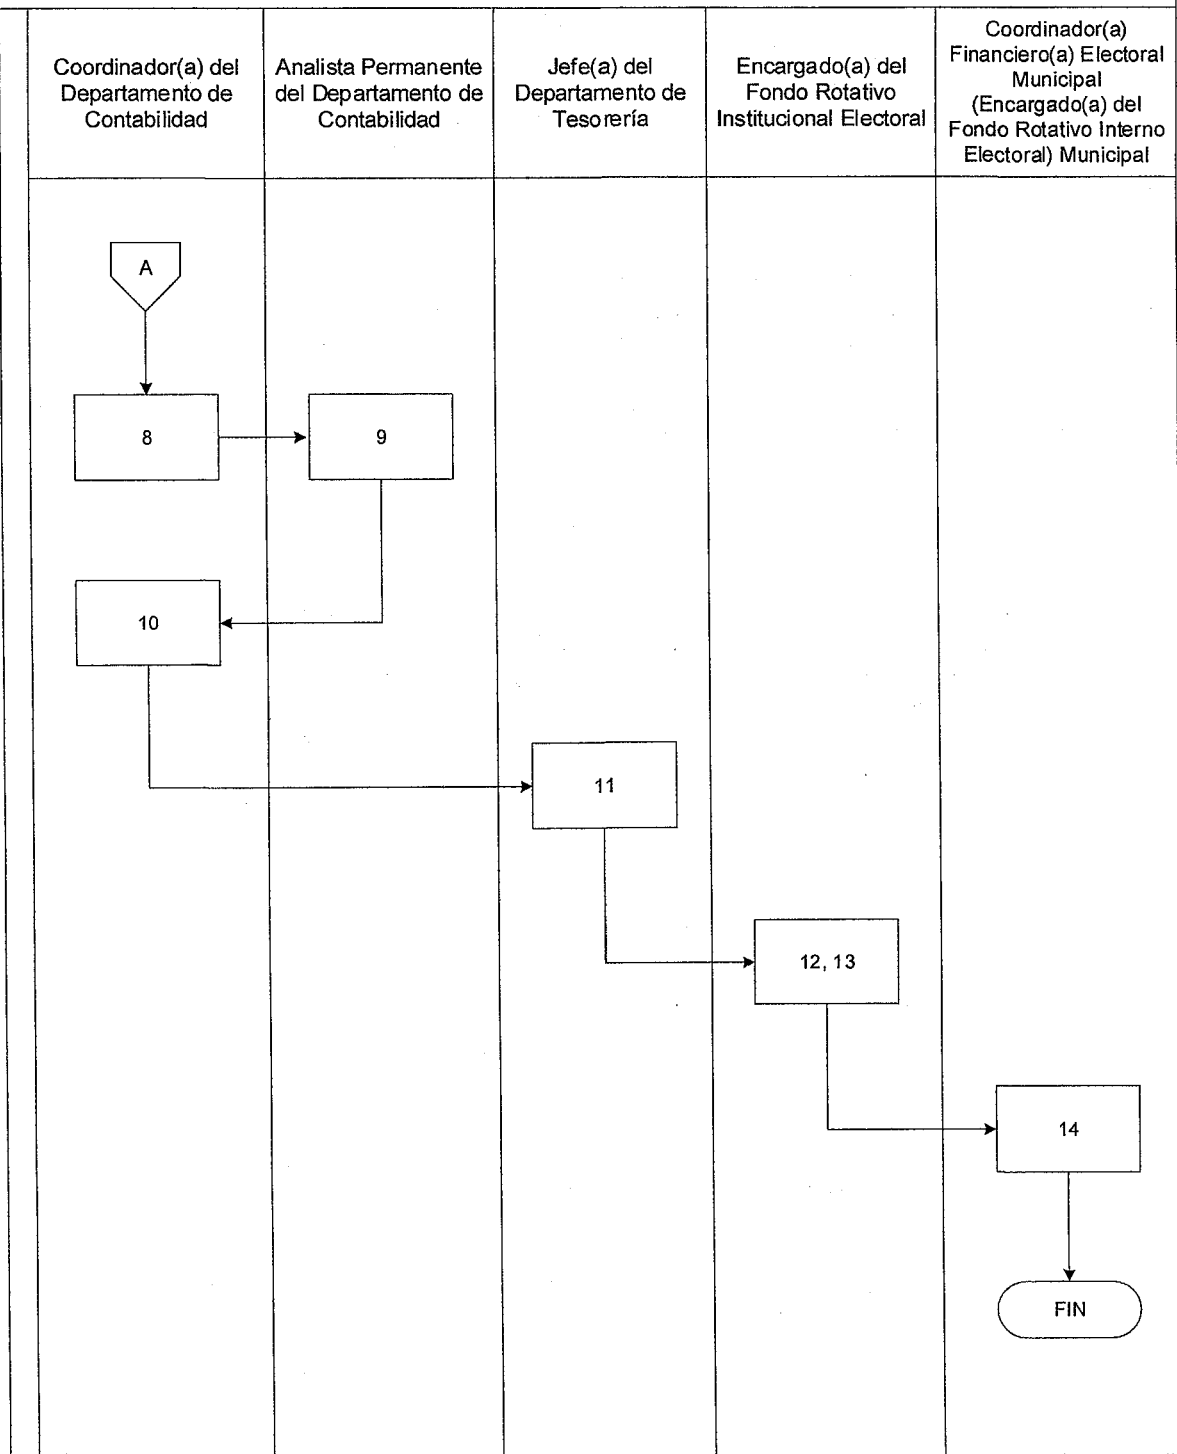 Coordinador(a) del
Departamento de
Contabilidad
Analista Permanente
del Departamento de
Contabilidad
Jefe(a) del
Departamento de
Tesorería
Encargado(a) del
Fondo Rotativo
Institucional Electoral
Coordinador(a)
Financiero(a) Electoral
Municipal
(Encargado(a) del
Fondo Rotativo Interno
Electoral) Municipal
A
8
9
10
11
12, 13
14
FIN